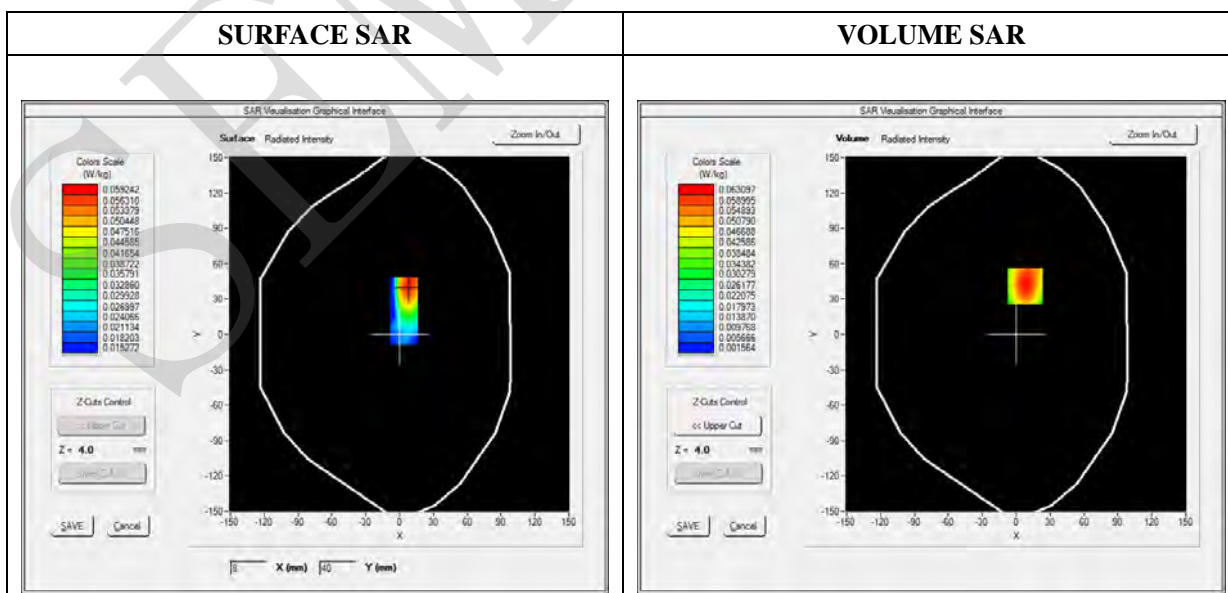 SURFACE SAR
VOLUME SAR
SAR Visualisation Graphical Interface
Surface Radiated Intensity
Zoom In/Out
Colors Scale
(W/kg)
0.059242
0.056310
0.053379
0.050448
0.047516
0.044585
0.041654
0.038722
0.035791
0.032860
0.029928
0.026997
0.024066
0.021134
0.018203
0.015272
150
120
90
60
30
0
-30
-60
-90
-120
-150
Y
-150 -120 -90 -60 -30 0 30 60 90 120 150
X
Z-Cuts Control
<< Upper Cut
Z = 4.0 mm
SAVE Cancel
8 X (mm) 40 Y (mm)
SAR Visualisation Graphical Interface
Volume Radiated Intensity
Zoom In/Out
Colors Scale
(W/kg)
0.063097
0.058995
0.054893
0.050790
0.046688
0.042586
0.038484
0.034382
0.030279
0.026177
0.022075
0.017973
0.013870
0.009768
0.005666
0.001564
150
120
90
60
30
0
-30
-60
-90
-120
-150
Y
-150 -120 -90 -60 -30 0 30 60 90 120 150
X
Z-Cuts Control
<< Upper Cut
Z = 4.0 mm
SAVE Cancel